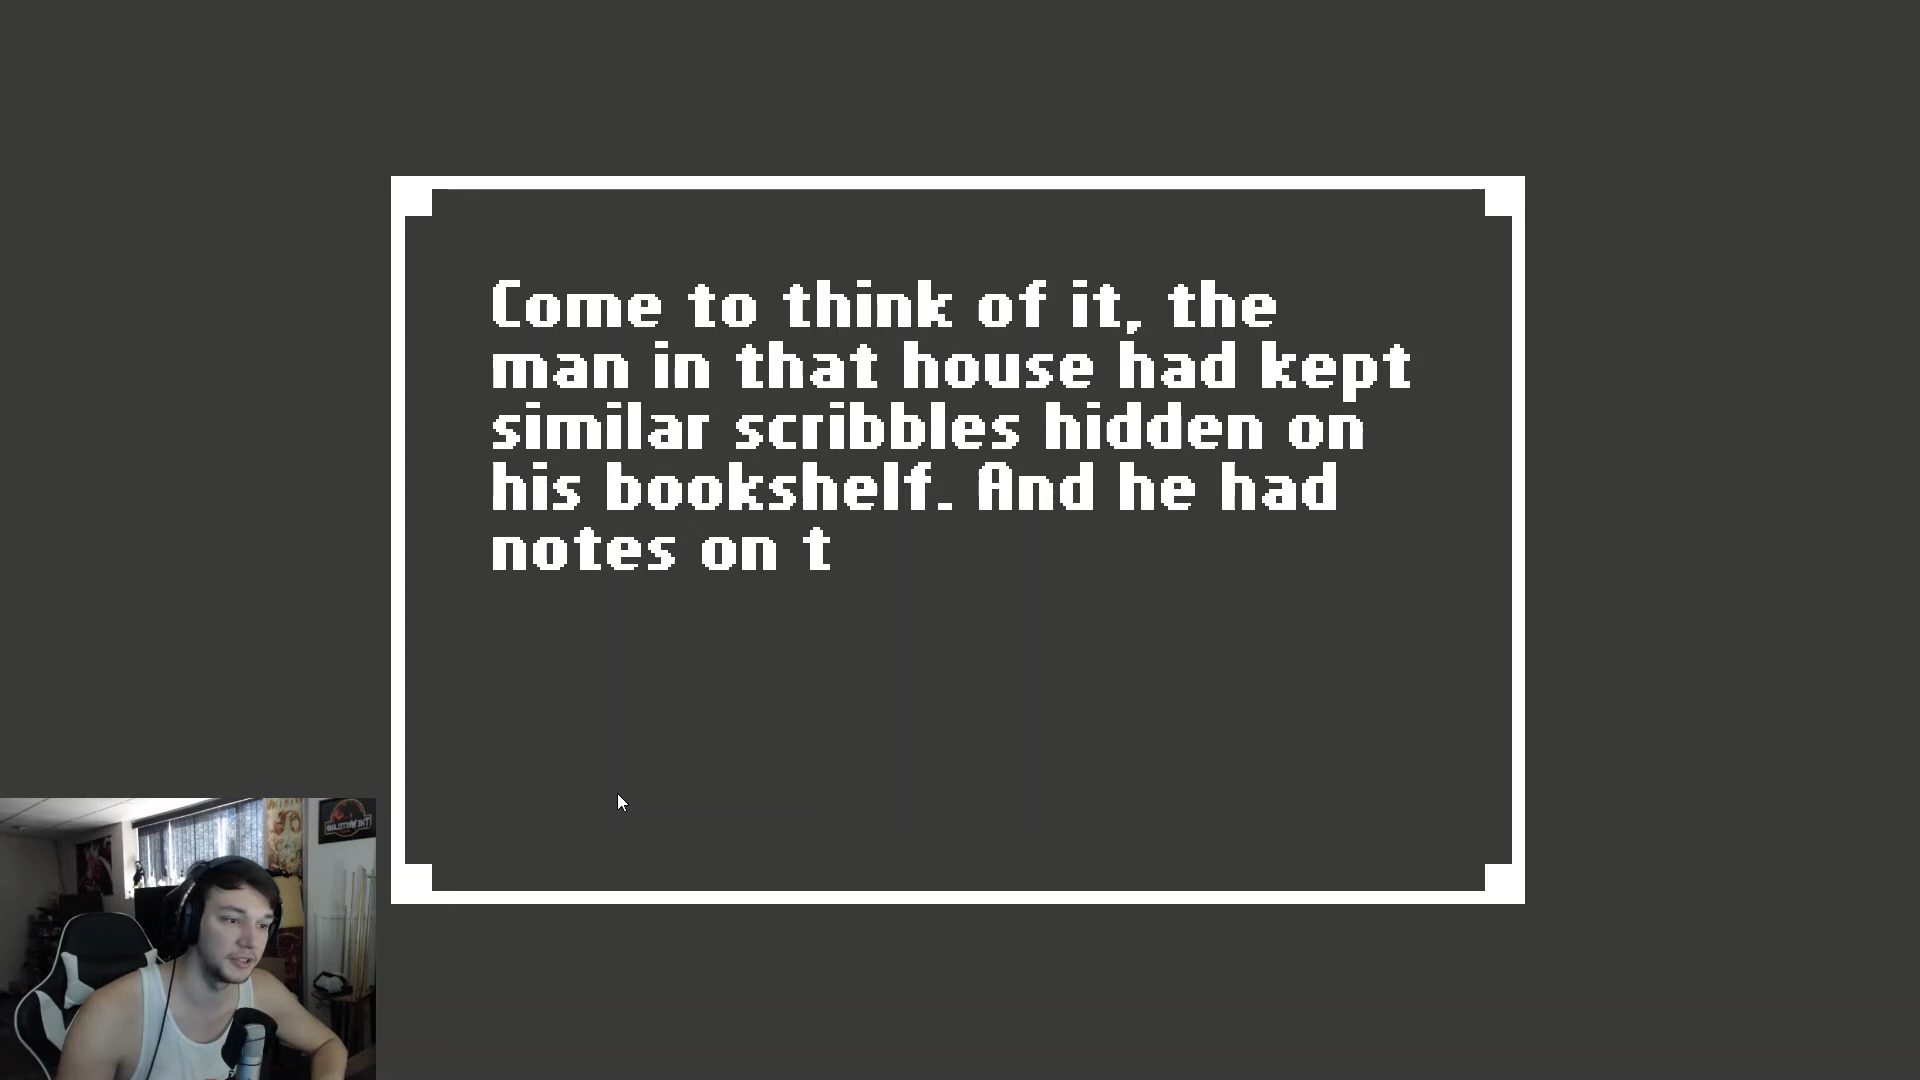 Come to think of it, the
man in that house had kept
similar scribbles hidden on
his bookshelf. And he had
notes on t